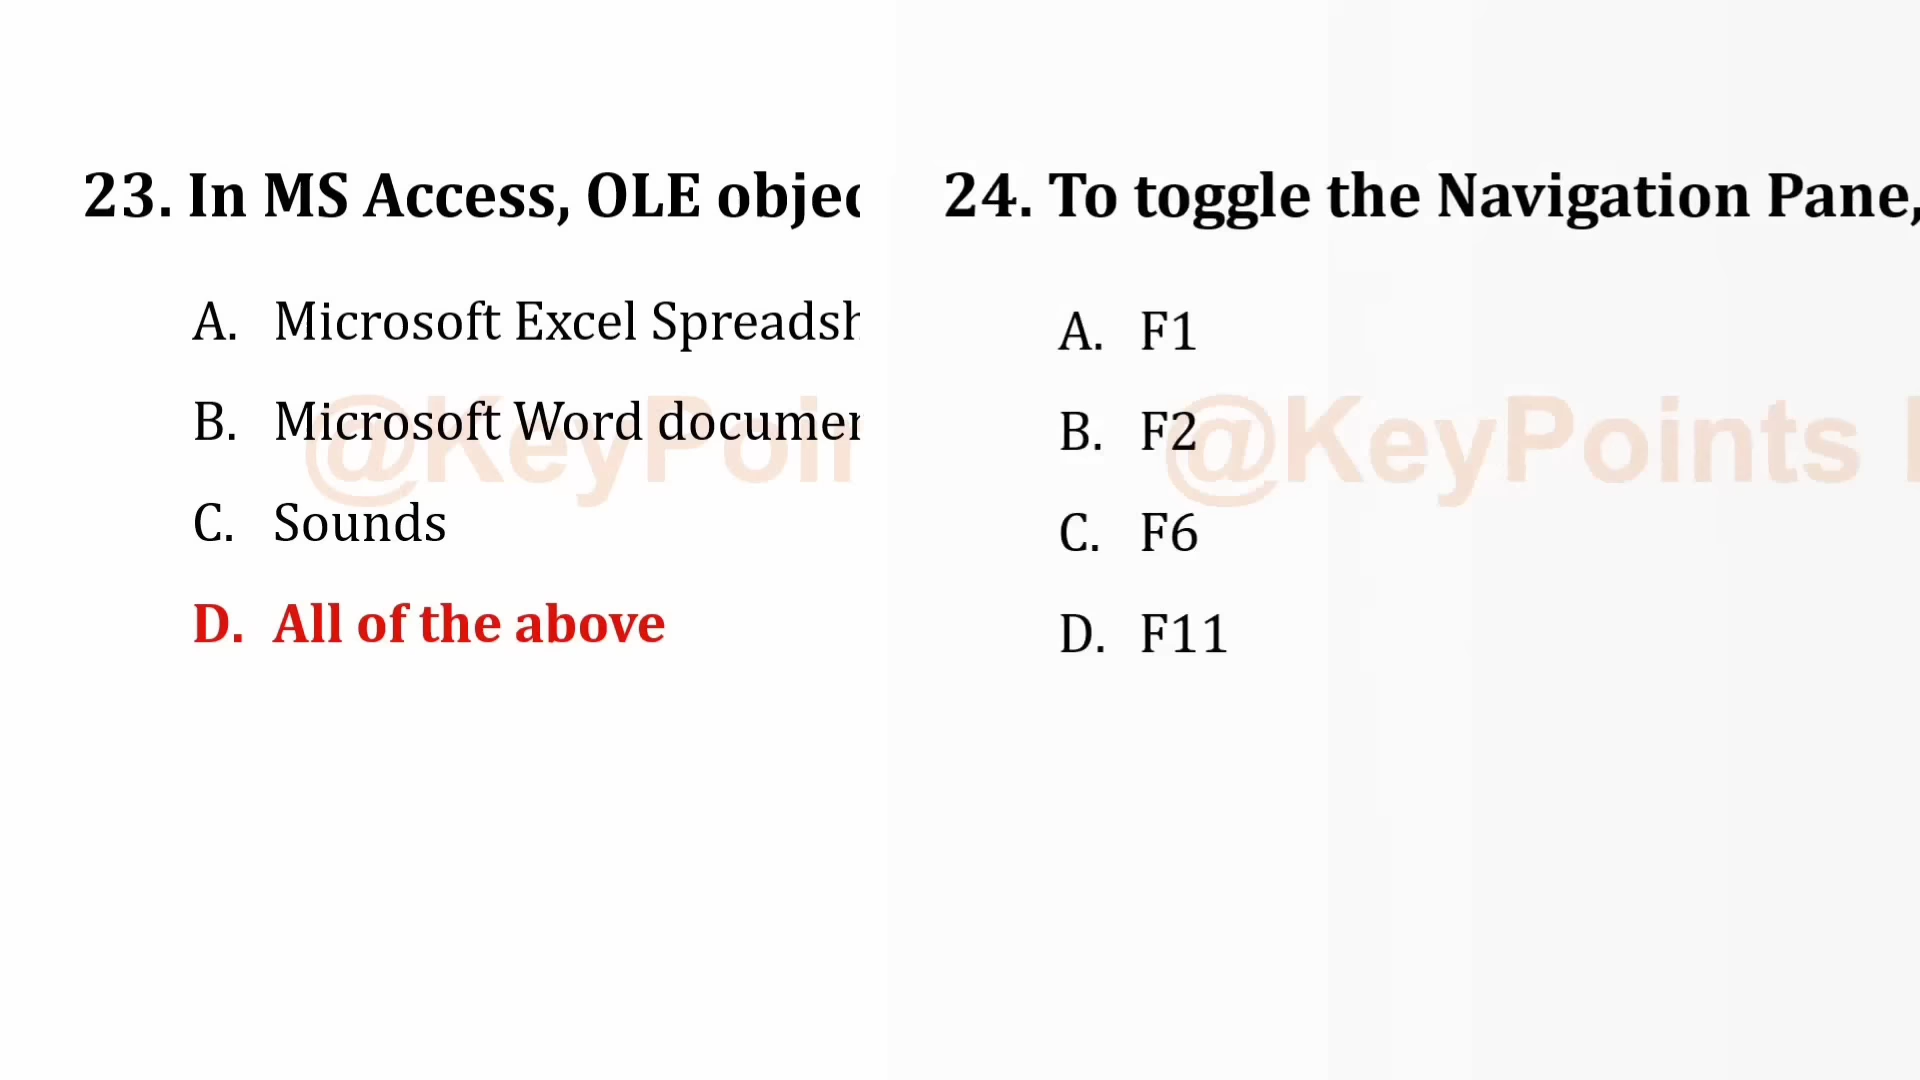 23. In MS Access, OLE objec
A. Microsoft Excel Spreadsh
B. Microsoft Word documen
C. Sounds
D. All of the above
@KeyPoin
24. To toggle the Navigation Pane,
A. F1
B. F2
C. F6
D. F11
@KeyPoints